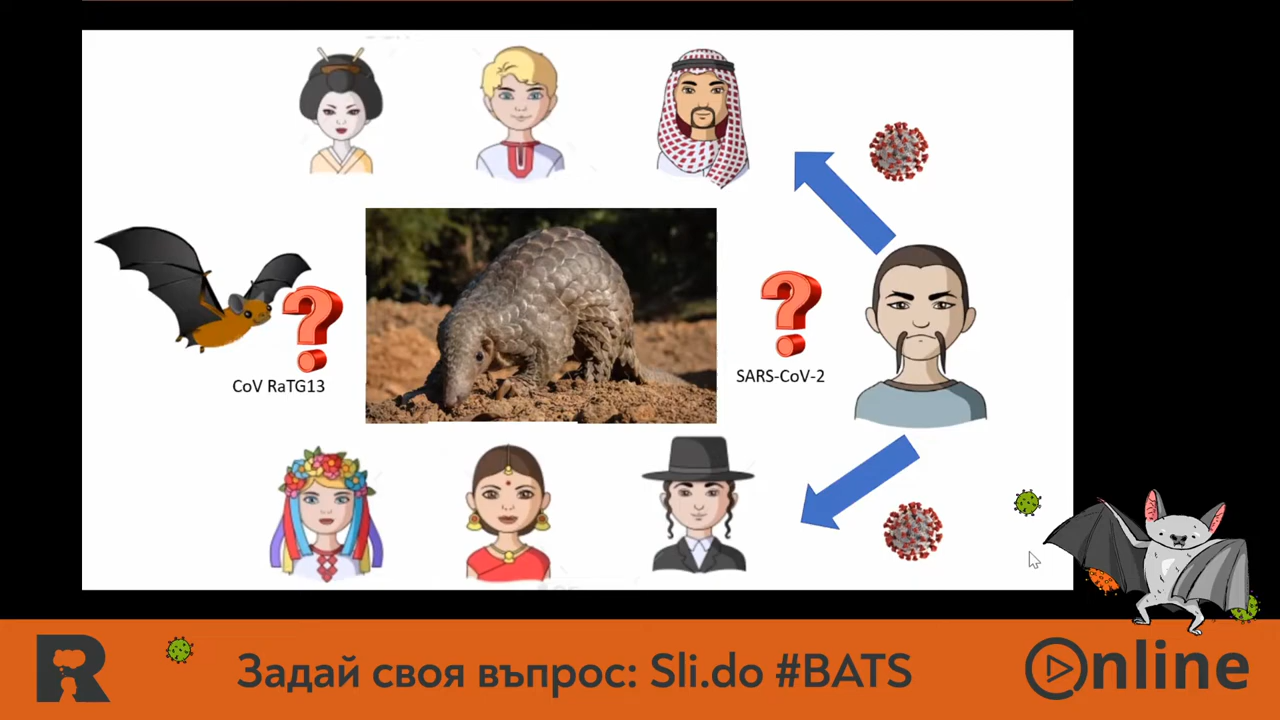 CoV RaTG13
SARS-CoV-2
R
Задай своя въпрос: Sli.do #BATS
Online